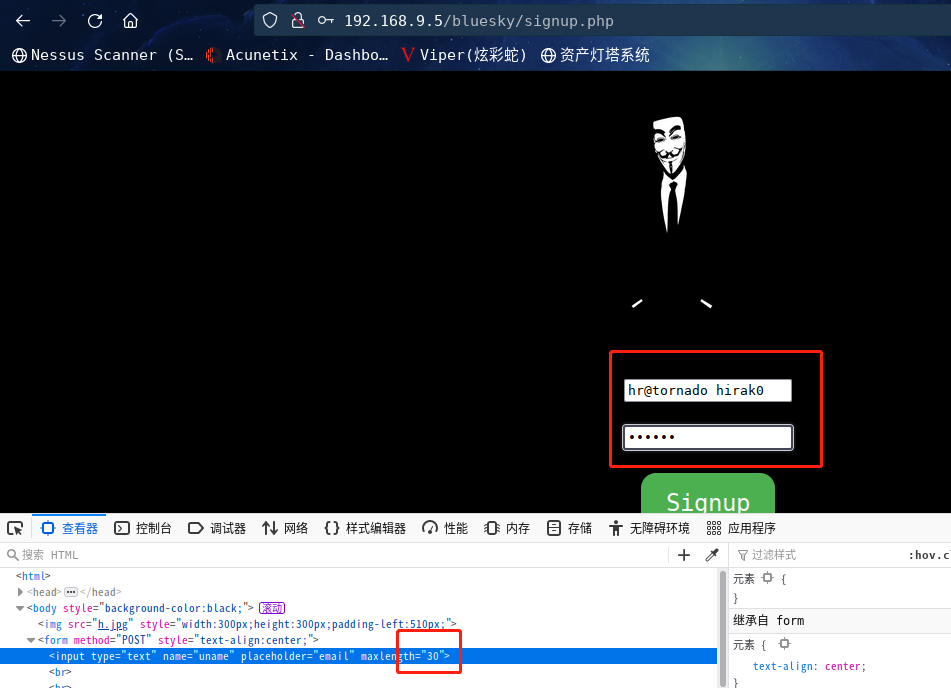 192.168.9.5/bluesky/signup.php
Nessus Scanner (S… Acunetix - Dashbo… Viper(炫彩蛇) 资产灯塔系统
hr@tornado hirak0
••••••
Signup
查看器 控制台 调试器 网络 样式编辑器 性能 内存 存储 无障碍环境 应用程序
搜索 HTML
过滤样式 :hov
<html>
<head> ••• </head>
<body style="background-color:black;"> 滚动
<img src="h.jpg" style="width:300px;height:300px;padding-left:510px;">
<form method="POST" style="text-align:center;">
<input type="text" name="uname" placeholder="email" maxlength="30">
<br>
元素 {
}
继承自 form
元素 {
text-align: center;
}